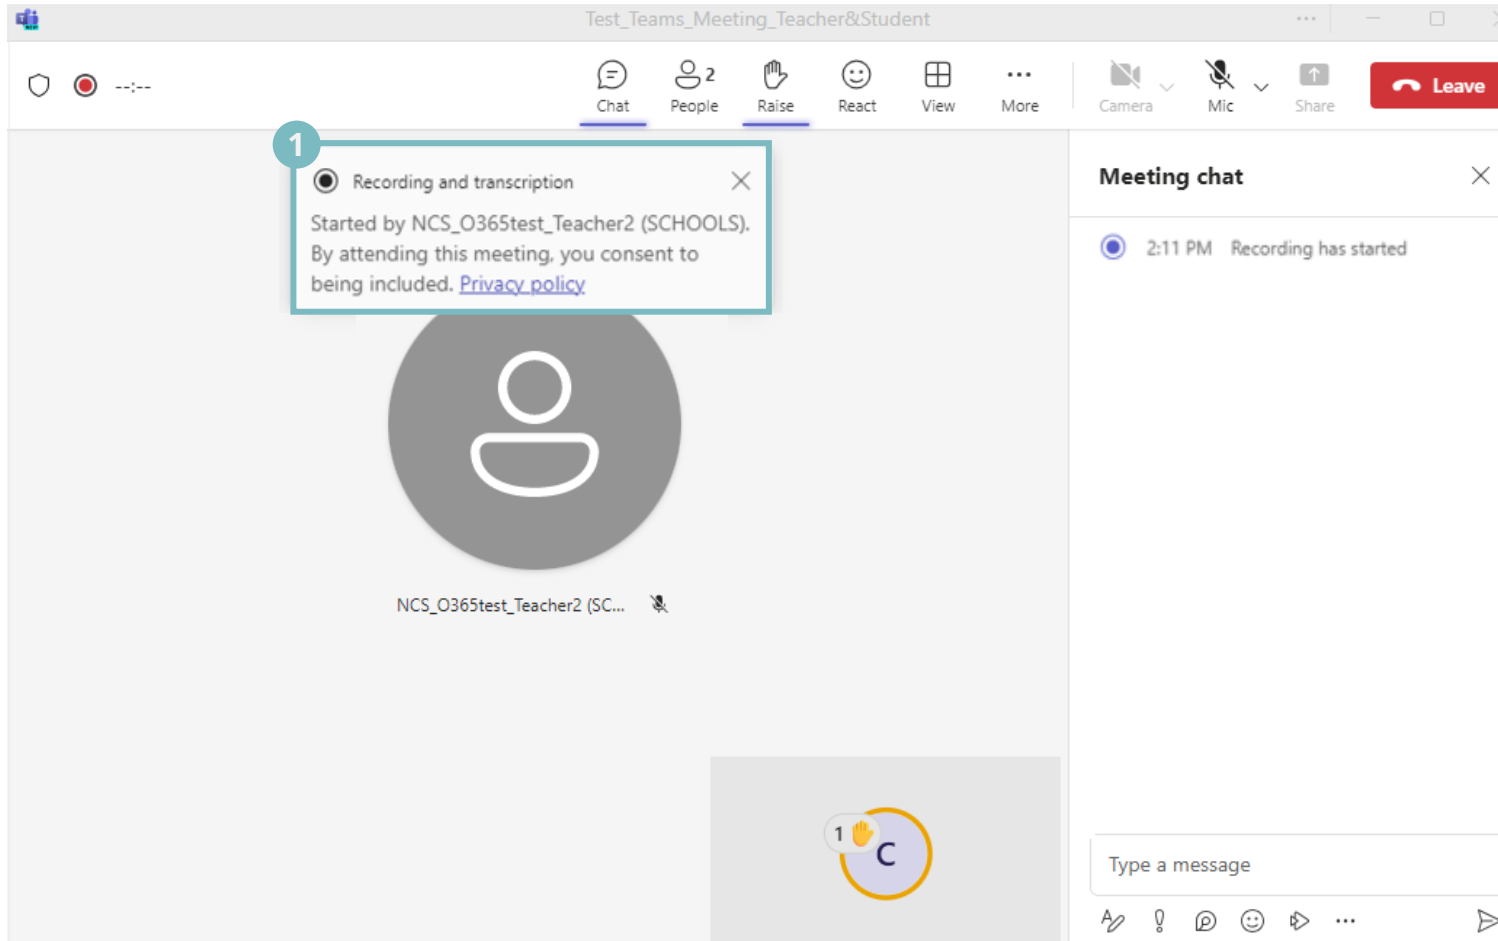 Test_Teams_Meeting_Teacher&Student
--:--
Chat
2
People
Raise
React
View
More
Camera
Mic
Share
Leave
1
Recording and transcription
Started by NCS_O365test_Teacher2 (SCHOOLS).
By attending this meeting, you consent to
being included. Privacy policy
NCS_O365test_Teacher2 (SC...
1
C
Meeting chat
2:11 PM Recording has started
Type a message